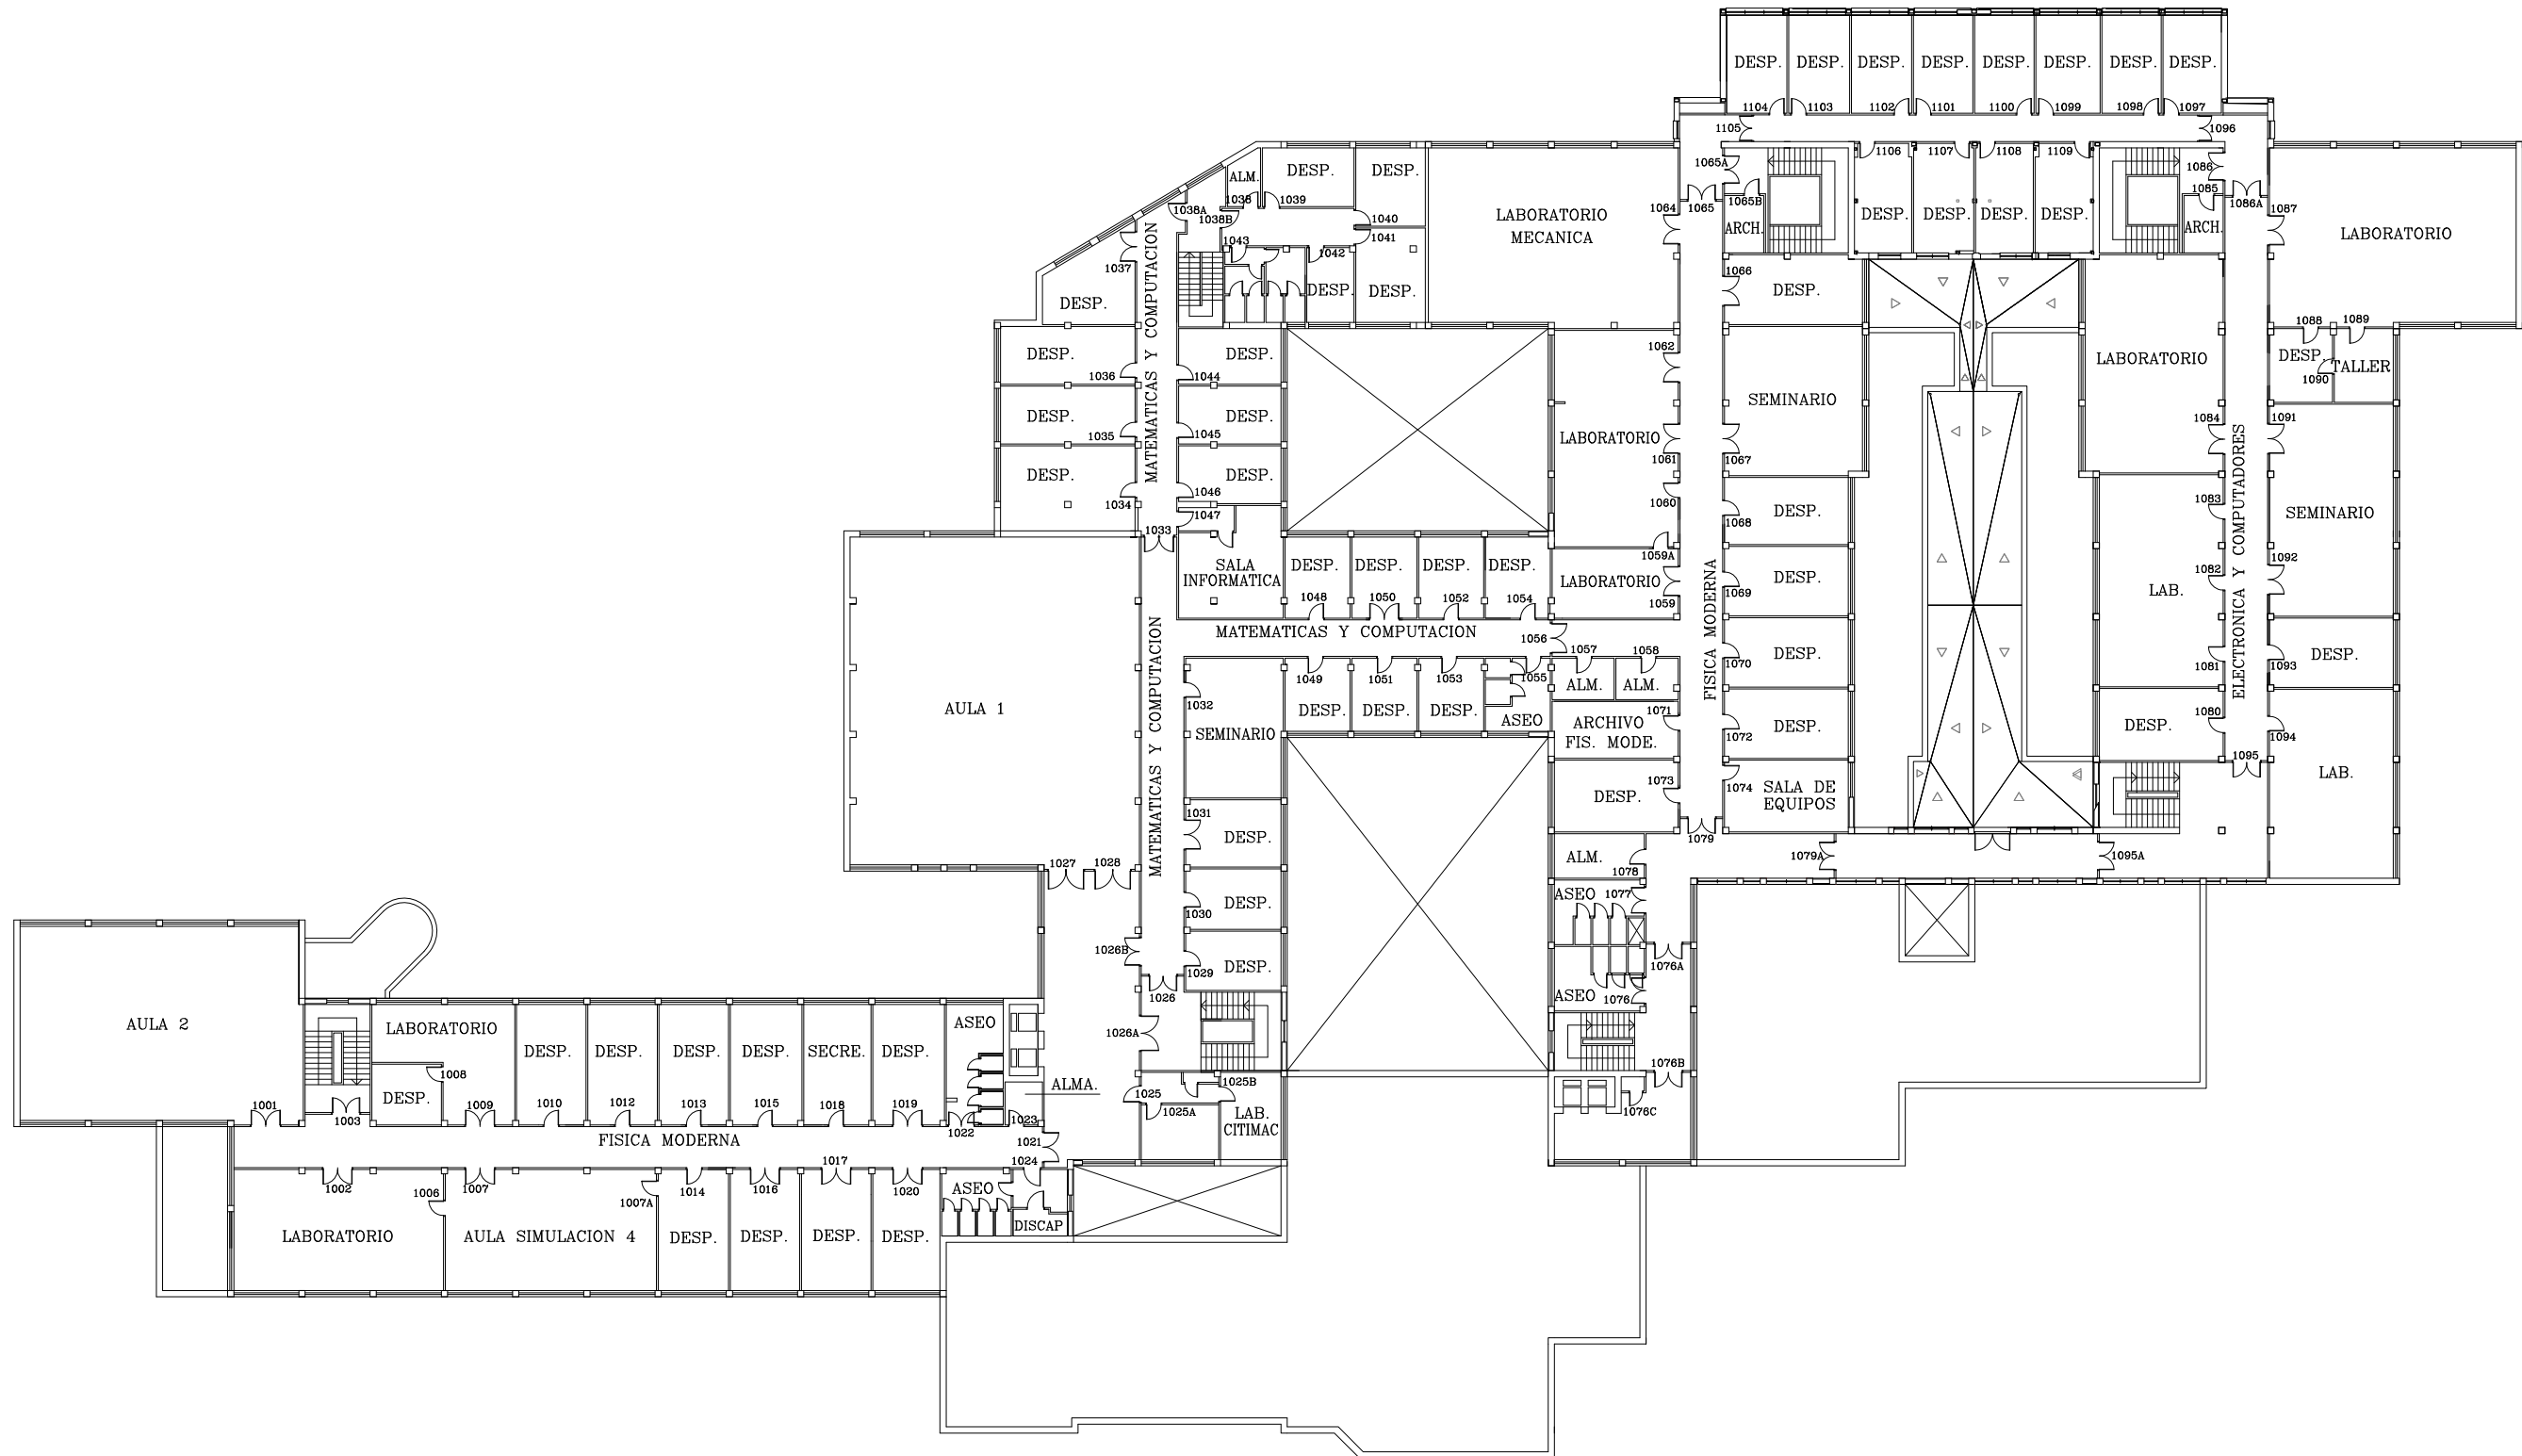 DESP. DESP. DESP. DESP. DESP. DESP. DESP. DESP.
1104 1103 1102 1101 1100 1099 1098 1097
1105 1096
1106 1107 1108 1109
1065A 1086
ALM. DESP. DESP.
1038 1039
1038A 1038B 1040
1065B 1085
1064 1065 1086A 1087
LABORATORIO
MECANICA
DESP. DESP. DESP. DESP.
ARCH. ARCH.
LABORATORIO
1037 1043 1042 1041
1066
DESP. DESP. DESP. DESP.
MATEMATICAS Y COMPUTACION
1088 1089
DESP. DESP. 1062 LABORATORIO DESP. TALLER
1036 1044 1090
SEMINARIO
DESP. DESP.
1035 1045
LABORATORIO
1084 1091
1061 1067
DESP. DESP.
1034 1046
1060 1083
1047 1068
DESP. SEMINARIO
1033
1059A 1082 1092
SALA
INFORMATICA
DESP. DESP. DESP. DESP.
LABORATORIO
DESP.
LAB.
1048 1050 1052 1054 1059 1069
FISICA MODERNA
ELECTRONICA Y COMPUTADORES
MATEMATICAS Y COMPUTACION
1056
1057 1058
DESP. DESP.
1049 1051 1053 1055 1070 1081 1093
ALM. ALM.
1032
AULA 1
MATEMATICAS Y COMPUTACION
SEMINARIO
DESP. DESP. DESP. ASEO
ARCHIVO
FIS. MODE.
1071
1072
DESP. DESP.
1080 1094
1095
LAB.
DESP.
1073 1074
SALA DE
EQUIPOS
1031
DESP.
1079
1079A 1095A
ALM.
1078
1027 1028
ASEO 1077
1030
DESP.
1026B
1029
DESP.
1076A
1026
ASEO 1076
AULA 2
LABORATORIO
ASEO
1026A
DESP. DESP. DESP. DESP. SECRE. DESP.
1008
DESP.
ALMA.
1025 1025B
1076B
1076C
1001 1003 1009 1010 1012 1013 1015 1018 1019 1022 1023
1025A
LAB.
CITIMAC
FISICA MODERNA
1021
1024
1002 1006 1007 1007A 1014 1016 1017 1020
ASEO
DISCAP
LABORATORIO
AULA SIMULACION 4
DESP. DESP. DESP. DESP.